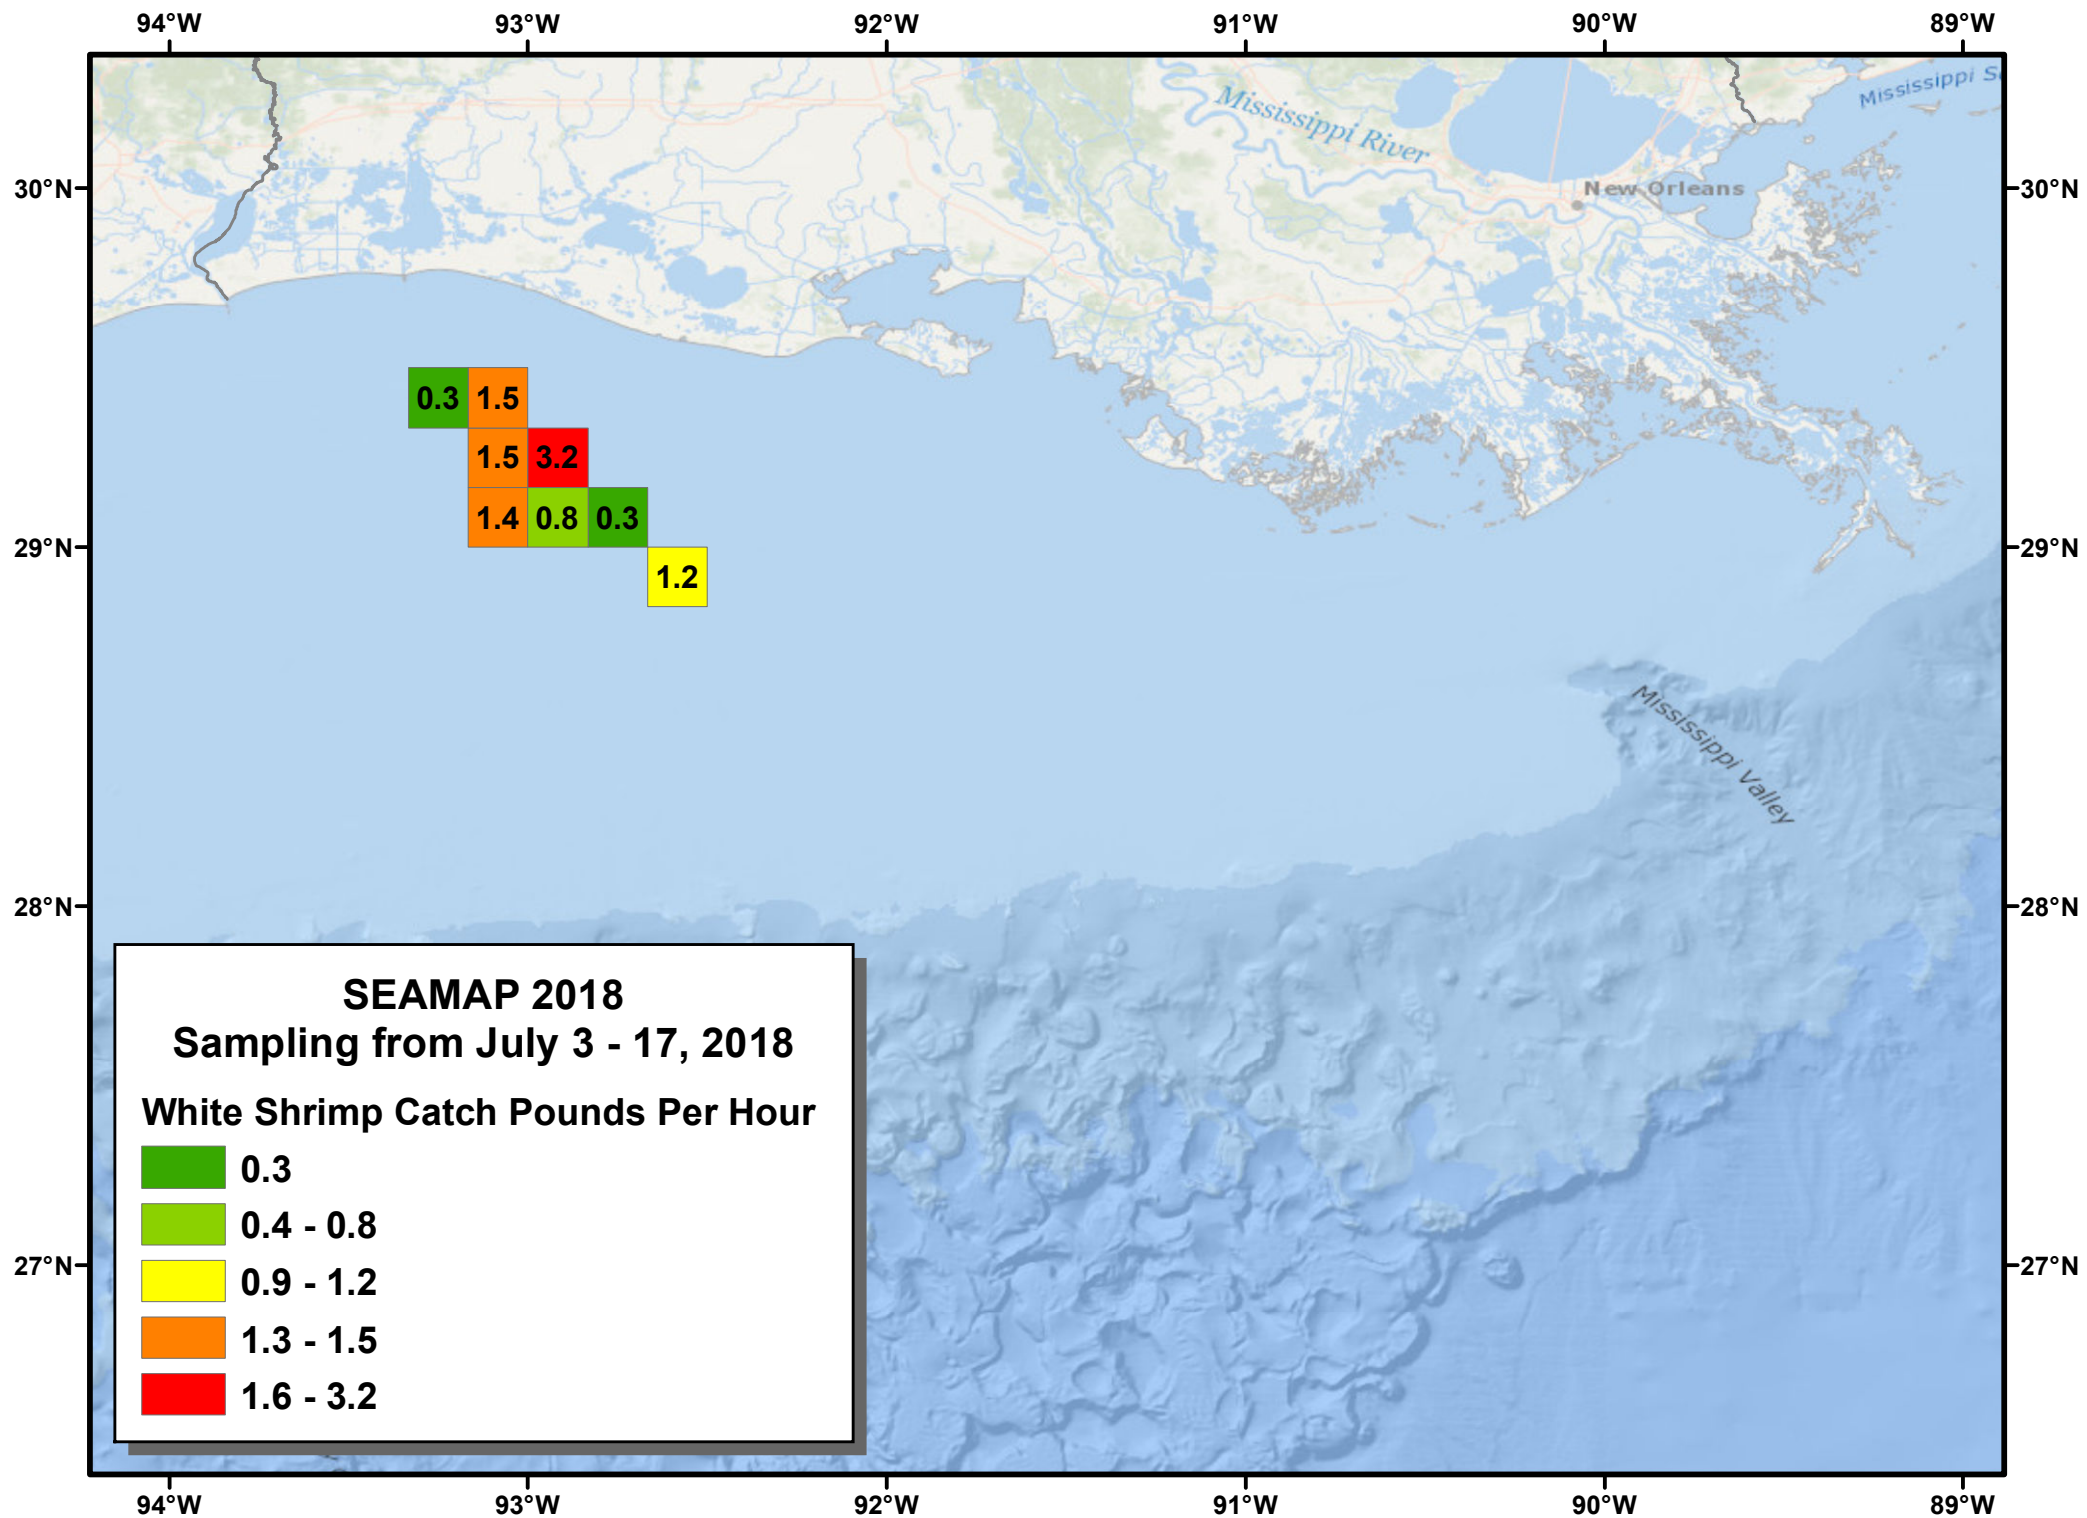 94°W 93°W 92°W 91°W 90°W 89°W
Mississippi S
Mississippi River
30°N New Orleans 30°N
0.3 1.5
1.5 3.2
1.4 0.8 0.3
29°N 29°N
1.2
Mississippi Valley
28°N 28°N
SEAMAP 2018
Sampling from July 3 - 17, 2018
White Shrimp Catch Pounds Per Hour
0.3
0.4 - 0.8
27°N 27°N
0.9 - 1.2
1.3 - 1.5
1.6 - 3.2
94°W 93°W 92°W 91°W 90°W 89°W